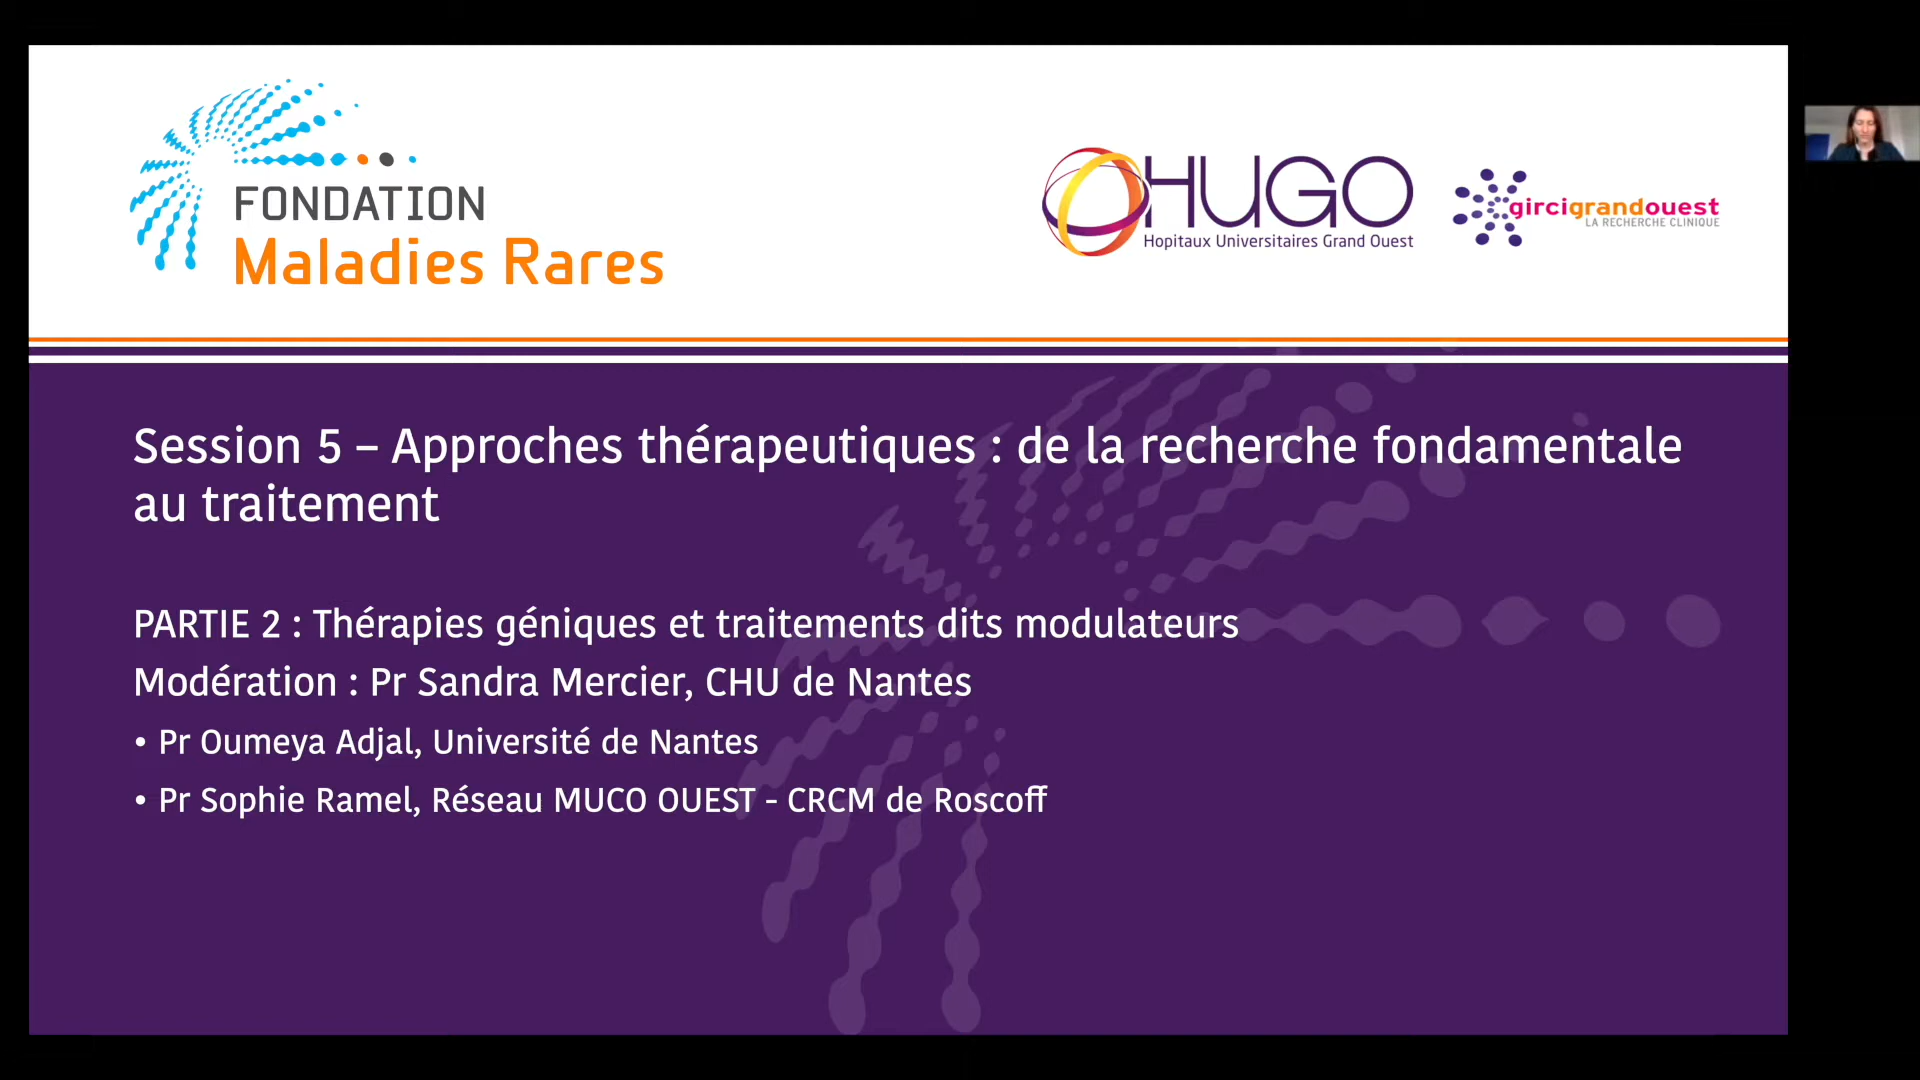 FONDATION
Maladies Rares
HUGO
Hopitaux Universitaires Grand Ouest
gircigrandouest
LA RECHERCHE CLINIQUE
Session 5 – Approches thérapeutiques : de la recherche fondamentale
au traitement
PARTIE 2 : Thérapies géniques et traitements dits modulateurs
Modération : Pr Sandra Mercier, CHU de Nantes
• Pr Oumeya Adjal, Université de Nantes
• Pr Sophie Ramel, Réseau MUCO OUEST - CRCM de Roscoff